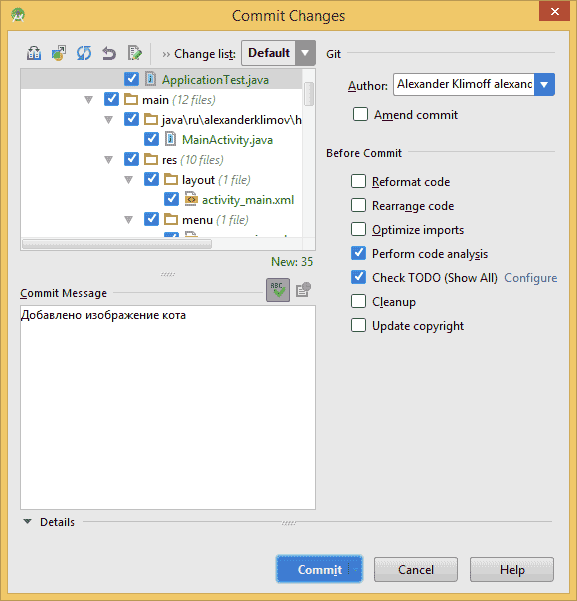 Commit Changes
›› Change list: Default
ApplicationTest.java
main (12 files)
java\ru\alexanderklimov\h
MainActivity.java
res (10 files)
layout (1 file)
activity_main.xml
menu (1 file)
New: 35
Commit Message
ABC
Добавлено изображение кота
Git
Author: Alexander Klimoff alexand
Amend commit
Before Commit
Reformat code
Rearrange code
Optimize imports
Perform code analysis
Check TODO (Show All) Configure
Cleanup
Update copyright
Details
Commit
Cancel
Help